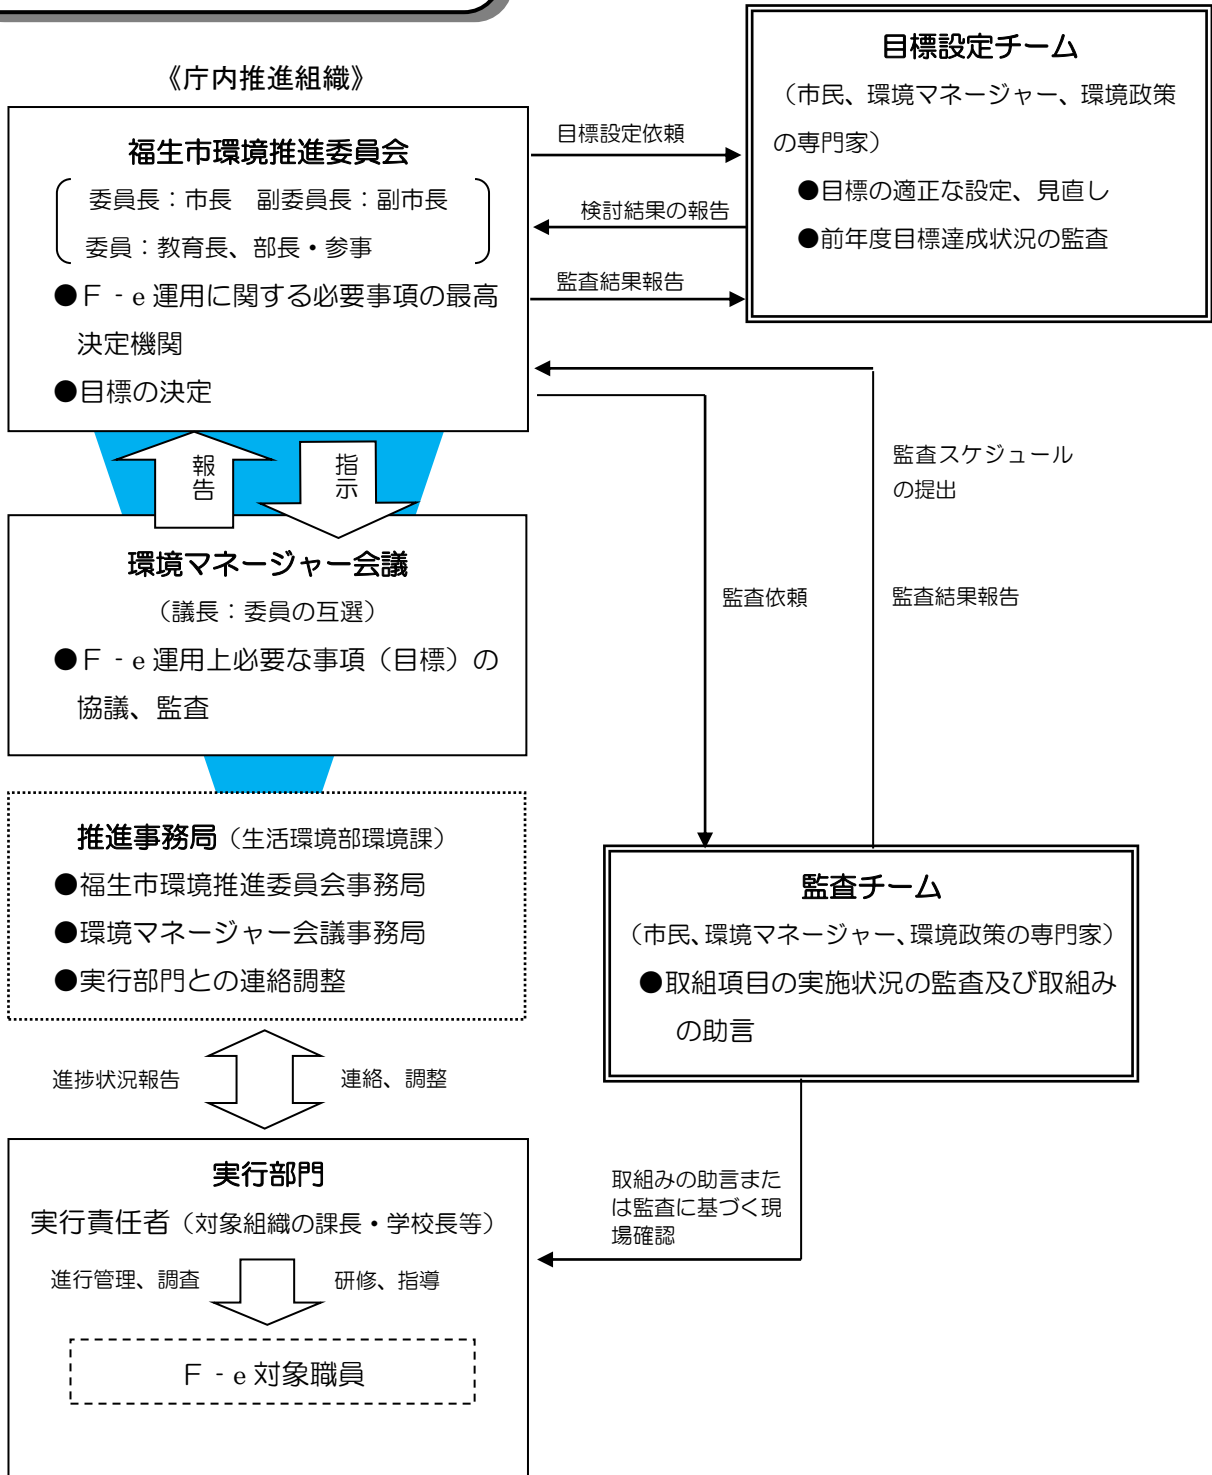 《庁内推進組織》
福生市環境推進委員会
委員長：市長　副委員長：副市長
委員：教育長、部長・参事
●Ｆ‐e 運用に関する必要事項の最高
決定機関
●目標の決定
目標設定依頼
検討結果の報告
監査結果報告
目標設定チーム
（市民、環境マネージャー、環境政策
の専門家）
●目標の適正な設定、見直し
●前年度目標達成状況の監査
報告
指示
監査スケジュール
の提出
監査依頼
監査結果報告
環境マネージャー会議
（議長：委員の互選）
●Ｆ‐e 運用上必要な事項（目標）の
協議、監査
推進事務局（生活環境部環境課）
●福生市環境推進委員会事務局
●環境マネージャー会議事務局
●実行部門との連絡調整
監査チーム
（市民、環境マネージャー、環境政策の専門家）
●取組項目の実施状況の監査及び取組み
の助言
進捗状況報告
連絡、調整
取組みの助言また
は監査に基づく現
場確認
実行部門
実行責任者（対象組織の課長・学校長等）
進行管理、調査
研修、指導
Ｆ‐e 対象職員